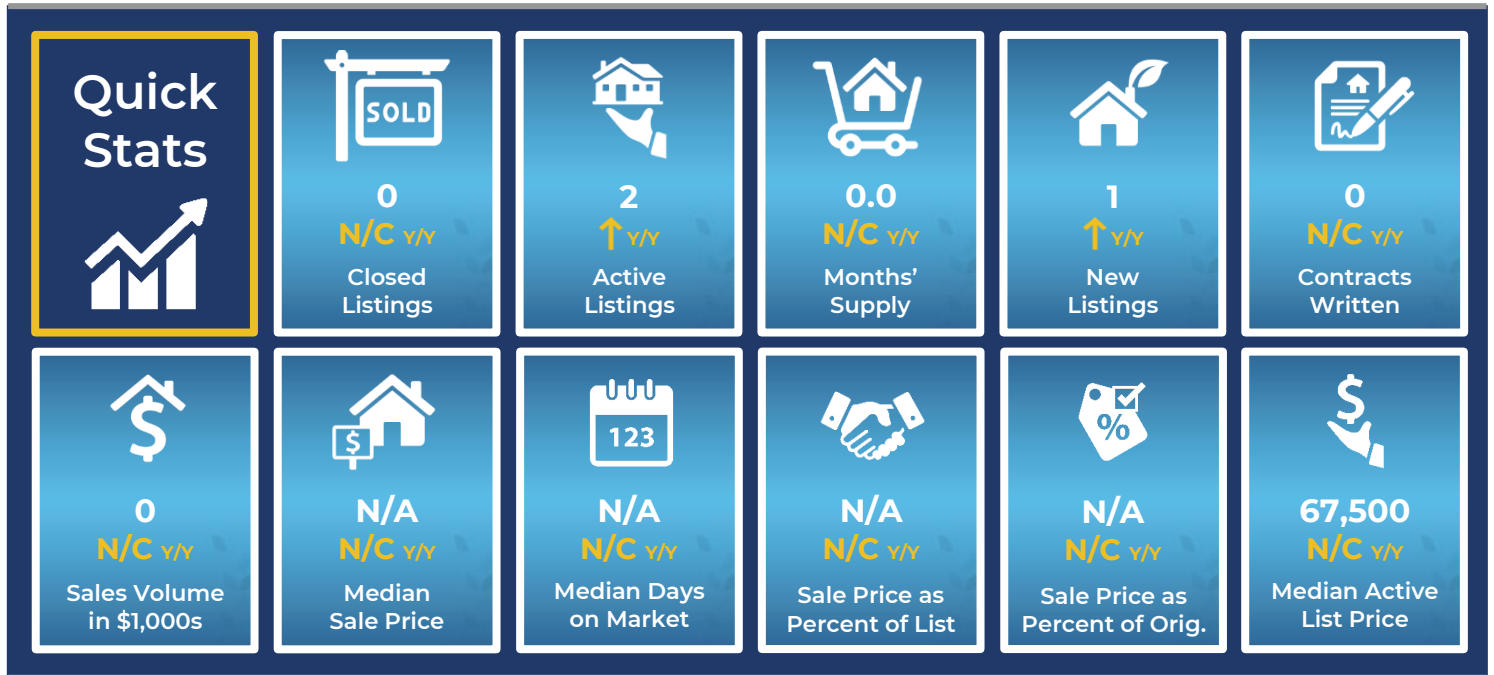 Quick
Stats
SOLD
0
N/C Y/Y
Closed
Listings
2
↑ Y/Y
Active
Listings
0.0
N/C Y/Y
Months’
Supply
1
↑ Y/Y
New
Listings
0
N/C Y/Y
Contracts
Written
$
0
N/C Y/Y
Sales Volume
in $1,000s
$
N/A
N/C Y/Y
Median
Sale Price
123
N/A
N/C Y/Y
Median Days
on Market
N/A
N/C Y/Y
Sale Price as
Percent of List
%
N/A
N/C Y/Y
Sale Price as
Percent of Orig.
$
67,500
N/C Y/Y
Median Active
List Price